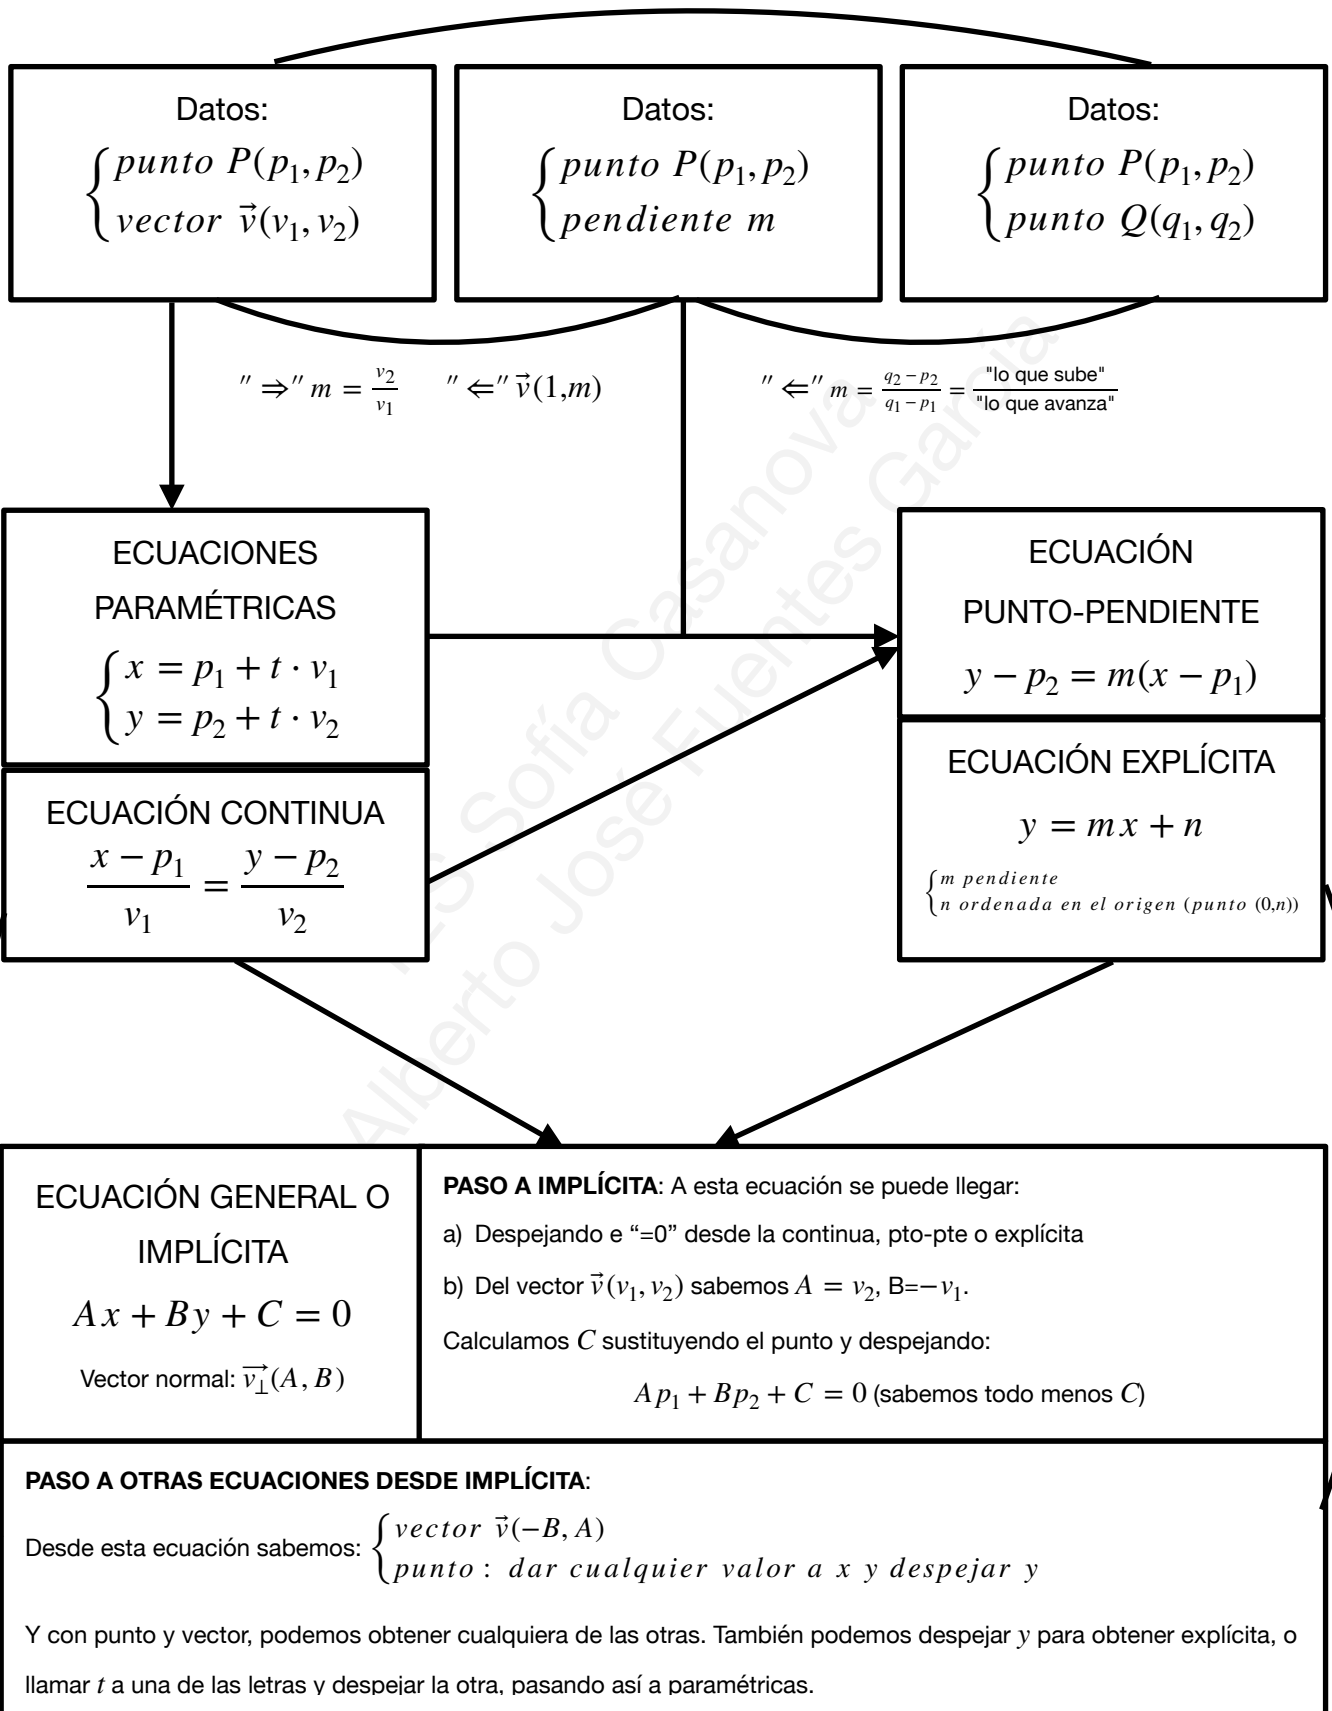 Datos:
{punto P(p₁, p₂)
vector v⃗(v₁, v₂)
Datos:
{punto P(p₁, p₂)
pendiente m
Datos:
{punto P(p₁, p₂)
punto Q(q₁, q₂)
″ ⇒″ m = v₂/v₁
″ ⇐″ v⃗(1,m)
″ ⇐″ m = (q₂ − p₂)/(q₁ − p₁) = "lo que sube"/"lo que avanza"
ECUACIONES
PARAMÉTRICAS
{x = p₁ + t · v₁
y = p₂ + t · v₂
ECUACIÓN CONTINUA
(x − p₁)/v₁ = (y − p₂)/v₂
ECUACIÓN
PUNTO-PENDIENTE
y − p₂ = m(x − p₁)
ECUACIÓN EXPLÍCITA
y = mx + n
{m pendiente
n ordenada en el origen (punto (0,n))
IES Sofía Casanova
Alberto José Fuentes García
ECUACIÓN GENERAL O
IMPLÍCITA
Ax + By + C = 0
Vector normal: v⃗⊥(A, B)
PASO A IMPLÍCITA: A esta ecuación se puede llegar:
a) Despejando e “=0” desde la continua, pto-pte o explícita
b) Del vector v⃗(v₁, v₂) sabemos A = v₂, B=−v₁.
Calculamos C sustituyendo el punto y despejando:
Ap₁ + Bp₂ + C = 0 (sabemos todo menos C)
PASO A OTRAS ECUACIONES DESDE IMPLÍCITA:
Desde esta ecuación sabemos: {vector v⃗(−B, A)
punto: dar cualquier valor a x y despejar y
Y con punto y vector, podemos obtener cualquiera de las otras. También podemos despejar y para obtener explícita, o
llamar t a una de las letras y despejar la otra, pasando así a paramétricas.